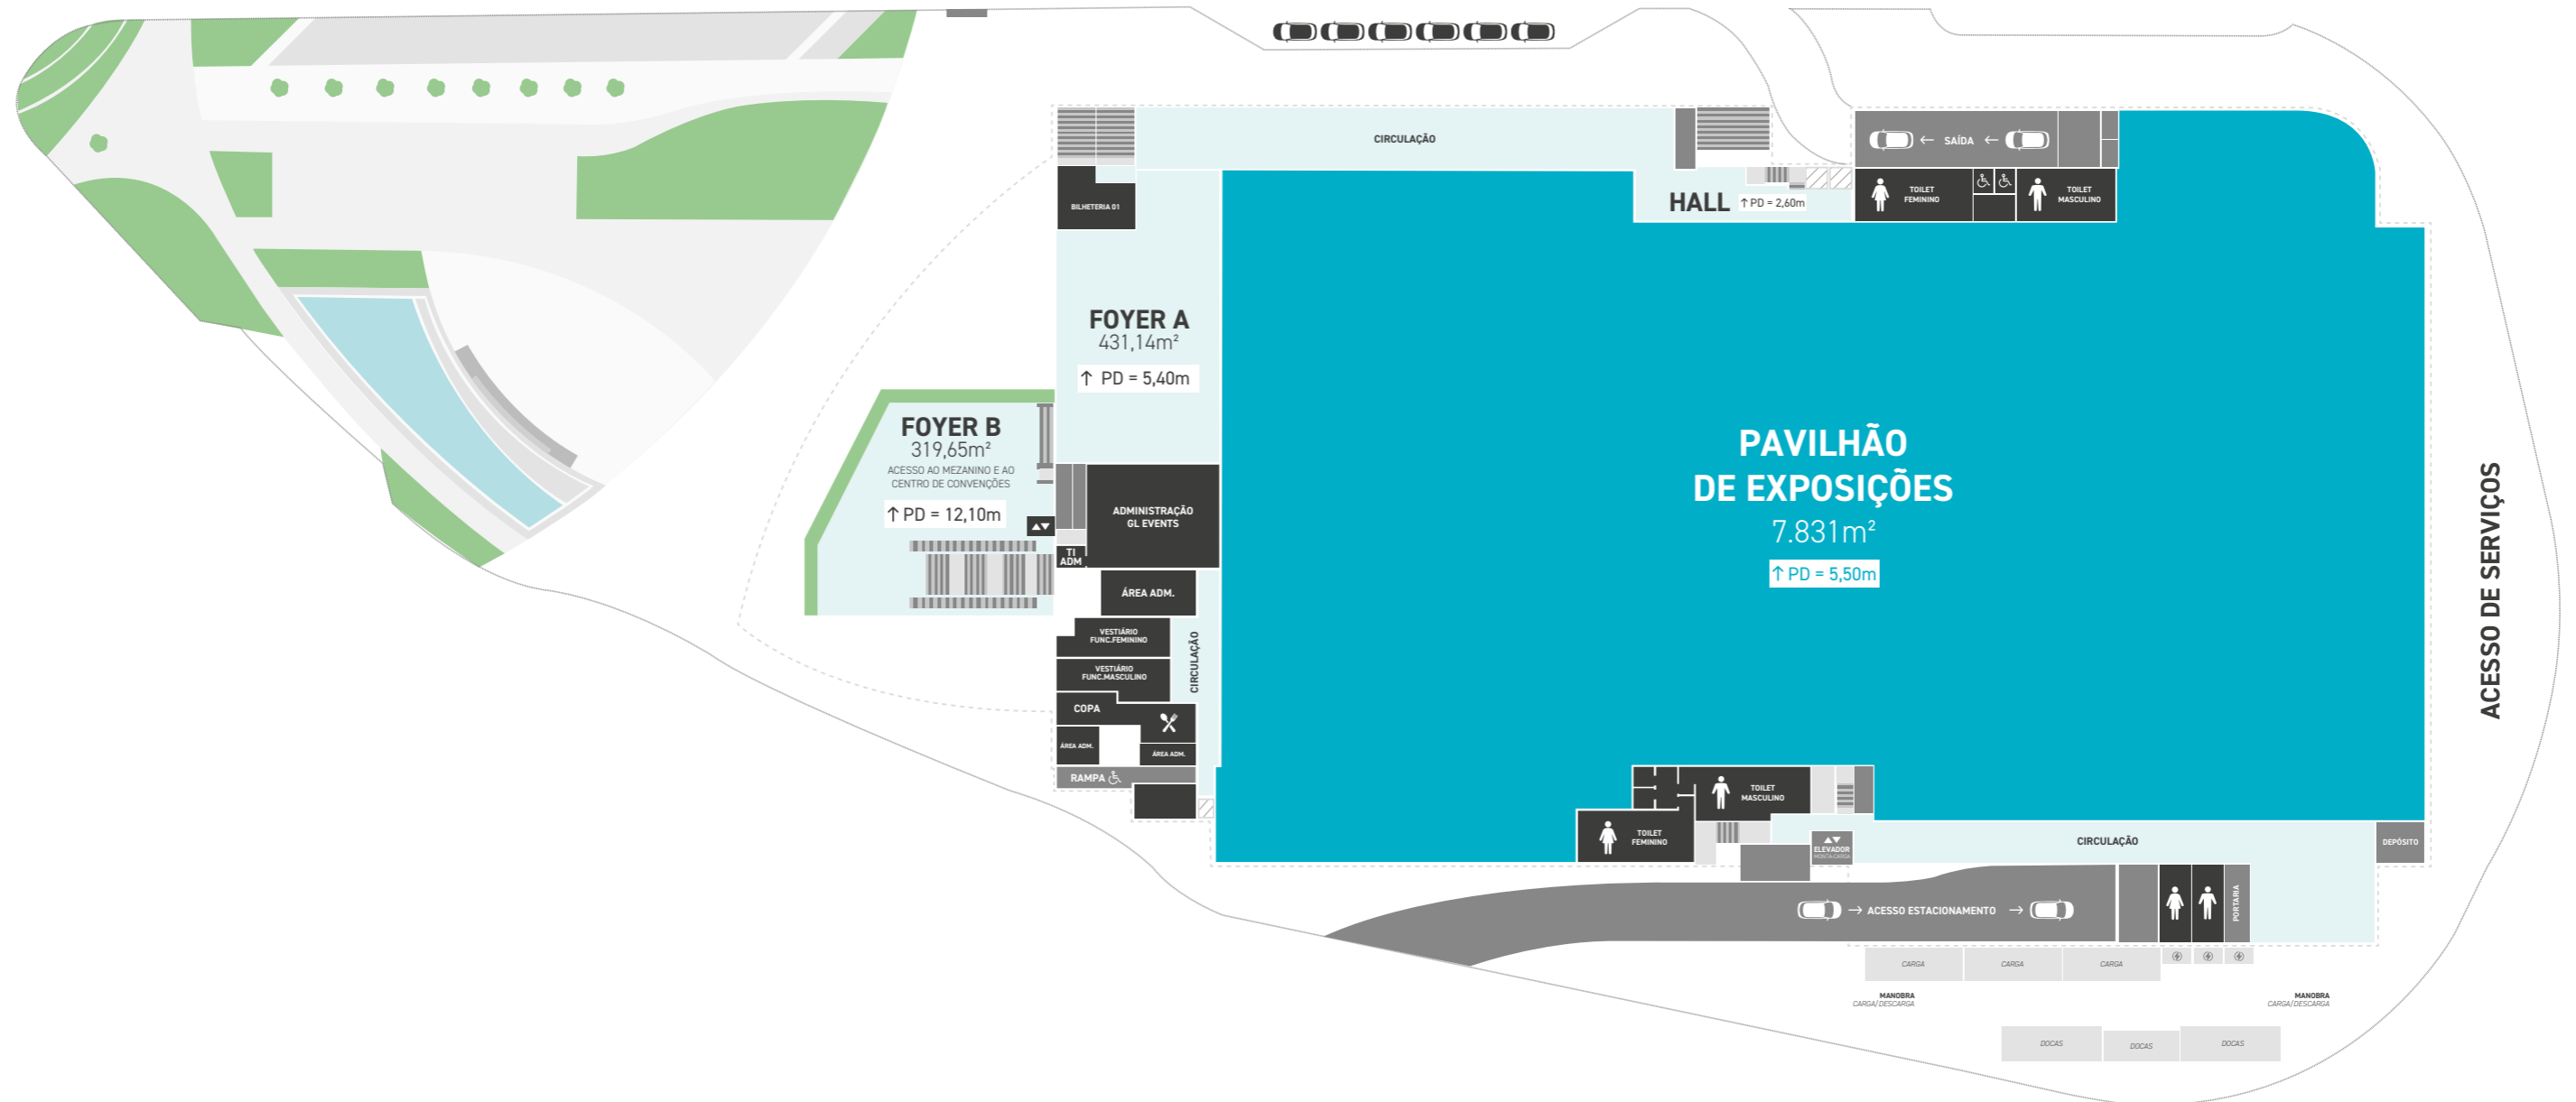 CIRCULAÇÃO
← SAÍDA ←
BILHETERIA 01
HALL
↑ PD = 2,60m
TOILET
FEMININO
TOILET
MASCULINO
FOYER A
431,14m²
↑ PD = 5,40m
FOYER B
319,65m²
ACESSO AO MEZANINO E AO
CENTRO DE CONVENÇÕES
↑ PD = 12,10m
ADMINISTRAÇÃO
GL EVENTS
TI
ADM
PAVILHÃO
DE EXPOSIÇÕES
7.831m²
↑ PD = 5,50m
ACESSO DE SERVIÇOS
ÁREA ADM.
VESTIÁRIO
FUNC.FEMININO
VESTIÁRIO
FUNC.MASCULINO
CIRCULAÇÃO
COPA
ÁREA ADM.
ÁREA ADM.
RAMPA
TOILET
MASCULINO
TOILET
FEMININO
ELEVADOR
MONTA-CARGA
CIRCULAÇÃO
DEPÓSITO
→ ACESSO ESTACIONAMENTO →
PORTARIA
CARGA
CARGA
CARGA
MANOBRA
CARGA/DESCARGA
MANOBRA
CARGA/DESCARGA
DOCAS
DOCAS
DOCAS